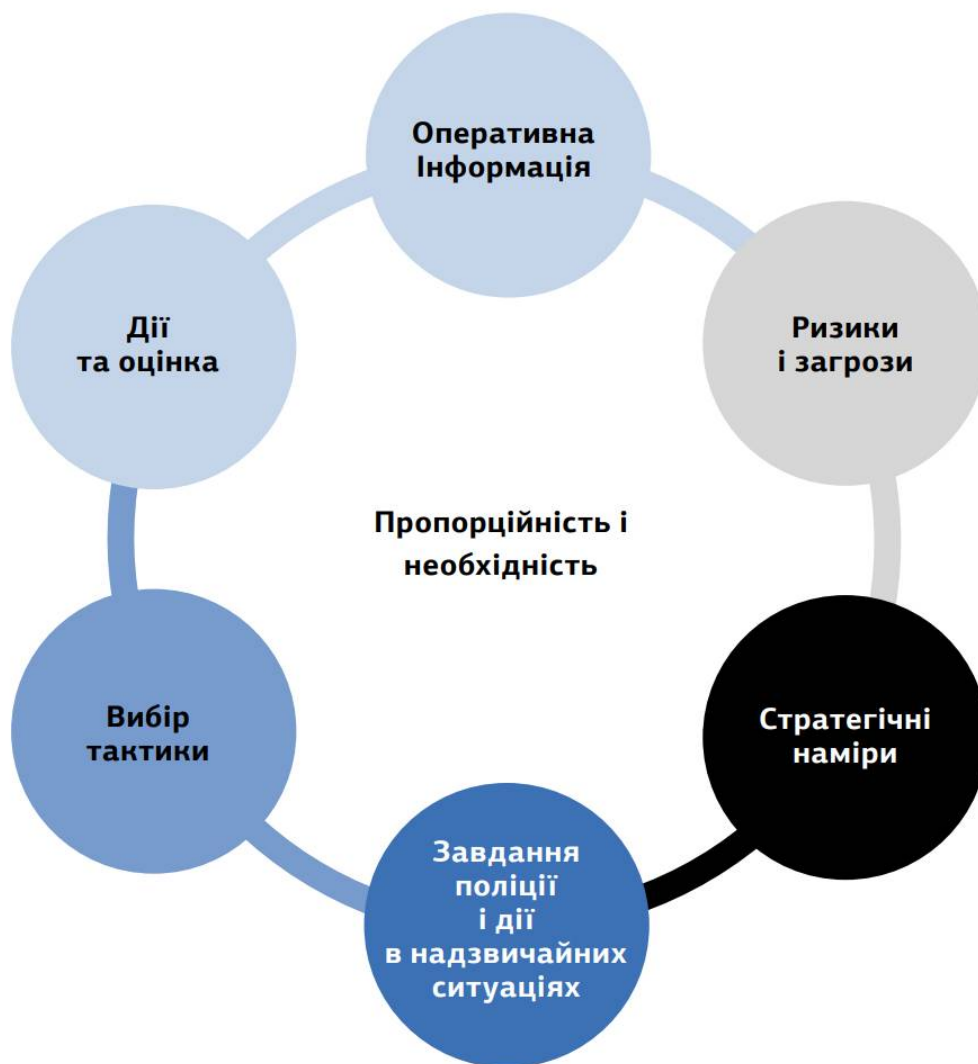 Оперативна
Інформація
Ризики
і загрози
Стратегічні
наміри
Завдання
поліції
і дії
в надзвичайних
ситуаціях
Вибір
тактики
Дії
та оцінка
Пропорційність і
необхідність